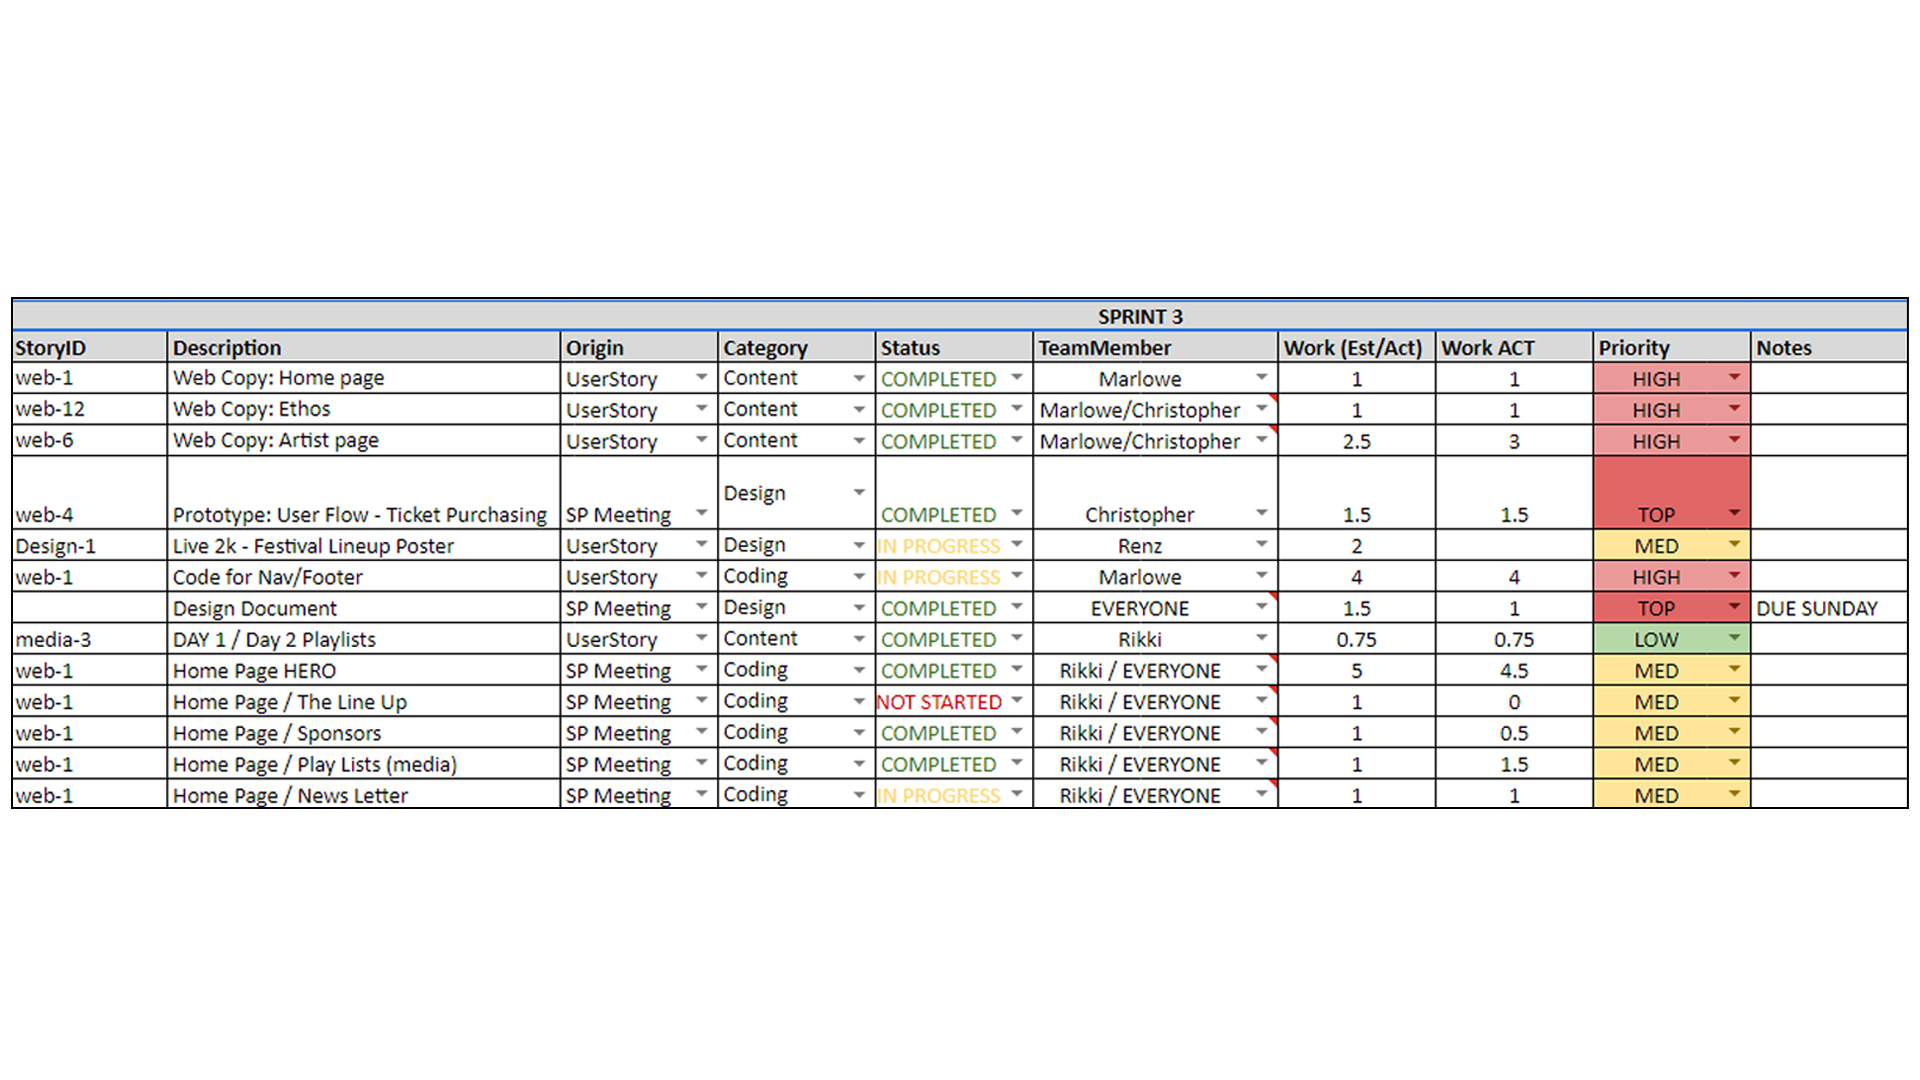 SPRINT 3
StoryID Description Origin Category Status TeamMember Work (Est/Act) Work ACT Priority Notes
web-1 Web Copy: Home page UserStory Content COMPLETED Marlowe 1 1 HIGH
web-12 Web Copy: Ethos UserStory Content COMPLETED Marlowe/Christopher 1 1 HIGH
web-6 Web Copy: Artist page UserStory Content COMPLETED Marlowe/Christopher 2.5 3 HIGH
web-4 Prototype: User Flow - Ticket Purchasing SP Meeting Design COMPLETED Christopher 1.5 1.5 TOP
Design-1 Live 2k - Festival Lineup Poster UserStory Design IN PROGRESS Renz 2 MED
web-1 Code for Nav/Footer UserStory Coding IN PROGRESS Marlowe 4 4 HIGH
Design Document SP Meeting Design COMPLETED EVERYONE 1.5 1 TOP DUE SUNDAY
media-3 DAY 1 / Day 2 Playlists UserStory Content COMPLETED Rikki 0.75 0.75 LOW
web-1 Home Page HERO SP Meeting Coding COMPLETED Rikki / EVERYONE 5 4.5 MED
web-1 Home Page / The Line Up SP Meeting Coding NOT STARTED Rikki / EVERYONE 1 0 MED
web-1 Home Page / Sponsors SP Meeting Coding COMPLETED Rikki / EVERYONE 1 0.5 MED
web-1 Home Page / Play Lists (media) SP Meeting Coding COMPLETED Rikki / EVERYONE 1 1.5 MED
web-1 Home Page / News Letter SP Meeting Coding IN PROGRESS Rikki / EVERYONE 1 1 MED